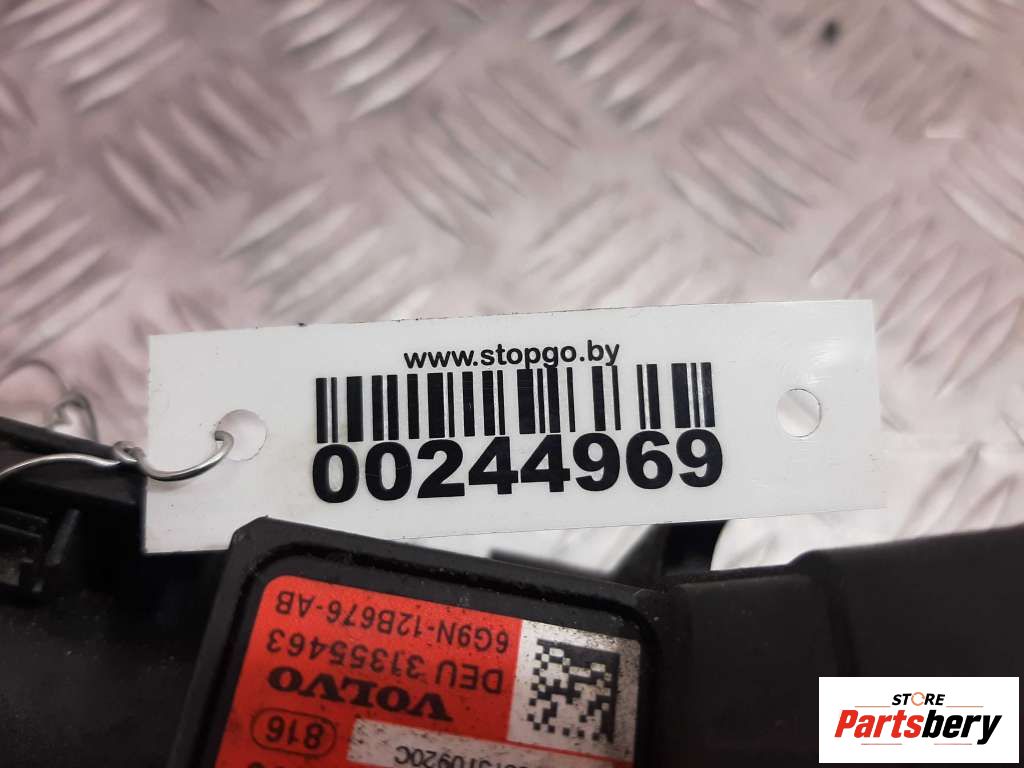 www.stopgo.by
00244969
6G9N-12B676-AB
DEU 31355463
VOLVO
816
STORE
Partsbery